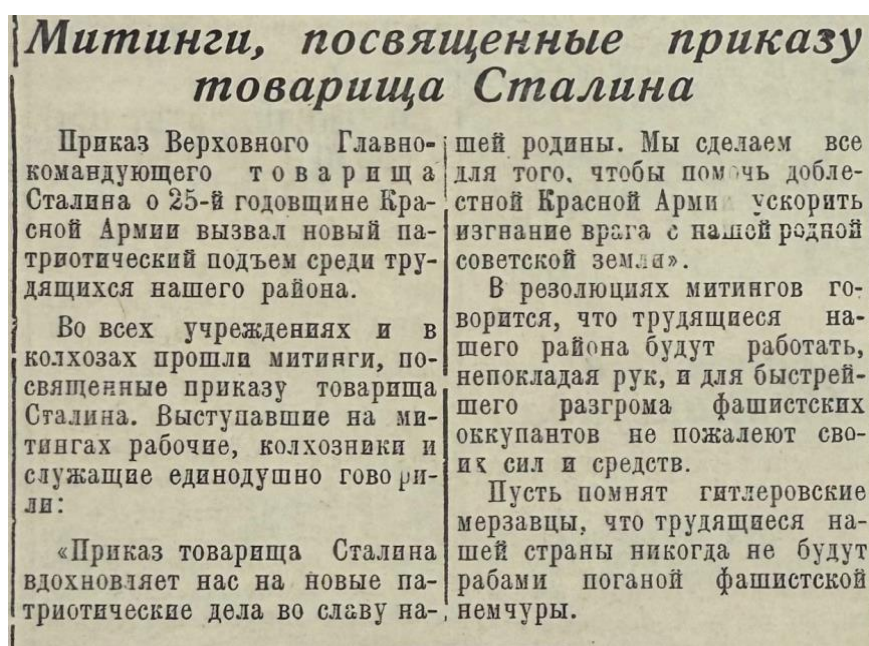 Митинги, посвященные приказу
товарища Сталина
Приказ Верховного Главно-
командующего товарища
Сталина о 25-й годовщине Кра-
сной Армии вызвал новый па-
триотический подъем среди тру-
дящихся нашего района.
Во всех учреждениях и в
колхозах прошли митинги, по-
священные приказу товарища
Сталина. Выступавшие на ми-
тингах рабочие, колхозники и
служащие единодушно говори-
ли:
«Приказ товарища Сталина
вдохновляет нас на новые па-
триотические дела во славу на-
шей родины. Мы сделаем все
для того, чтобы помочь добле-
стной Красной Арми ускорить
изгнание врага с нашей родной
советской земли».
В резолюциях митингов го-
ворится, что трудящиеся на-
шего района будут работать,
непокладая рук, и для быстрей-
шего разгрома фашистских
оккупантов не пожалеют сво-
их сил и средств.
Пусть помнят гитлеровские
мерзавцы, что трудящиеся на-
шей страны никогда не будут
рабами поганой фашистской
немчуры.